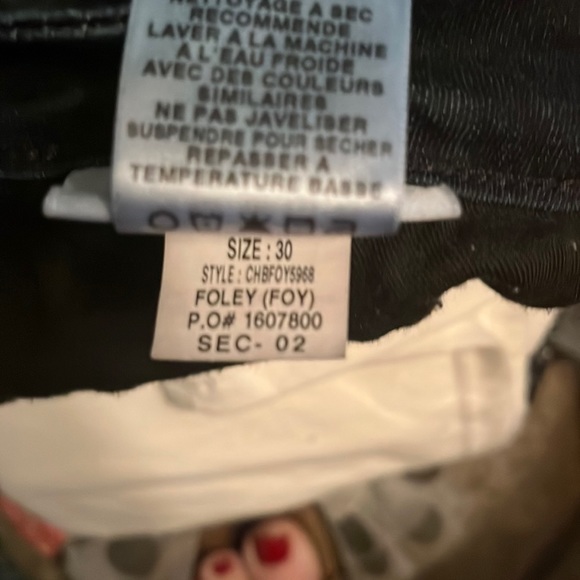 NETTOYAGE A SEC
RECOMMENDE
LAVER A LA MACHINE
A L'EAU FROIDE
AVEC DES COULEURS
SIMILAIRES
NE PAS JAVELISER
SUSPENDRE POUR SECHER
REPASSER A
TEMPERATURE BASSE
SIZE : 30
STYLE : CHBFOY5968
FOLEY (FOY)
P.O# 1607800
SEC- 02